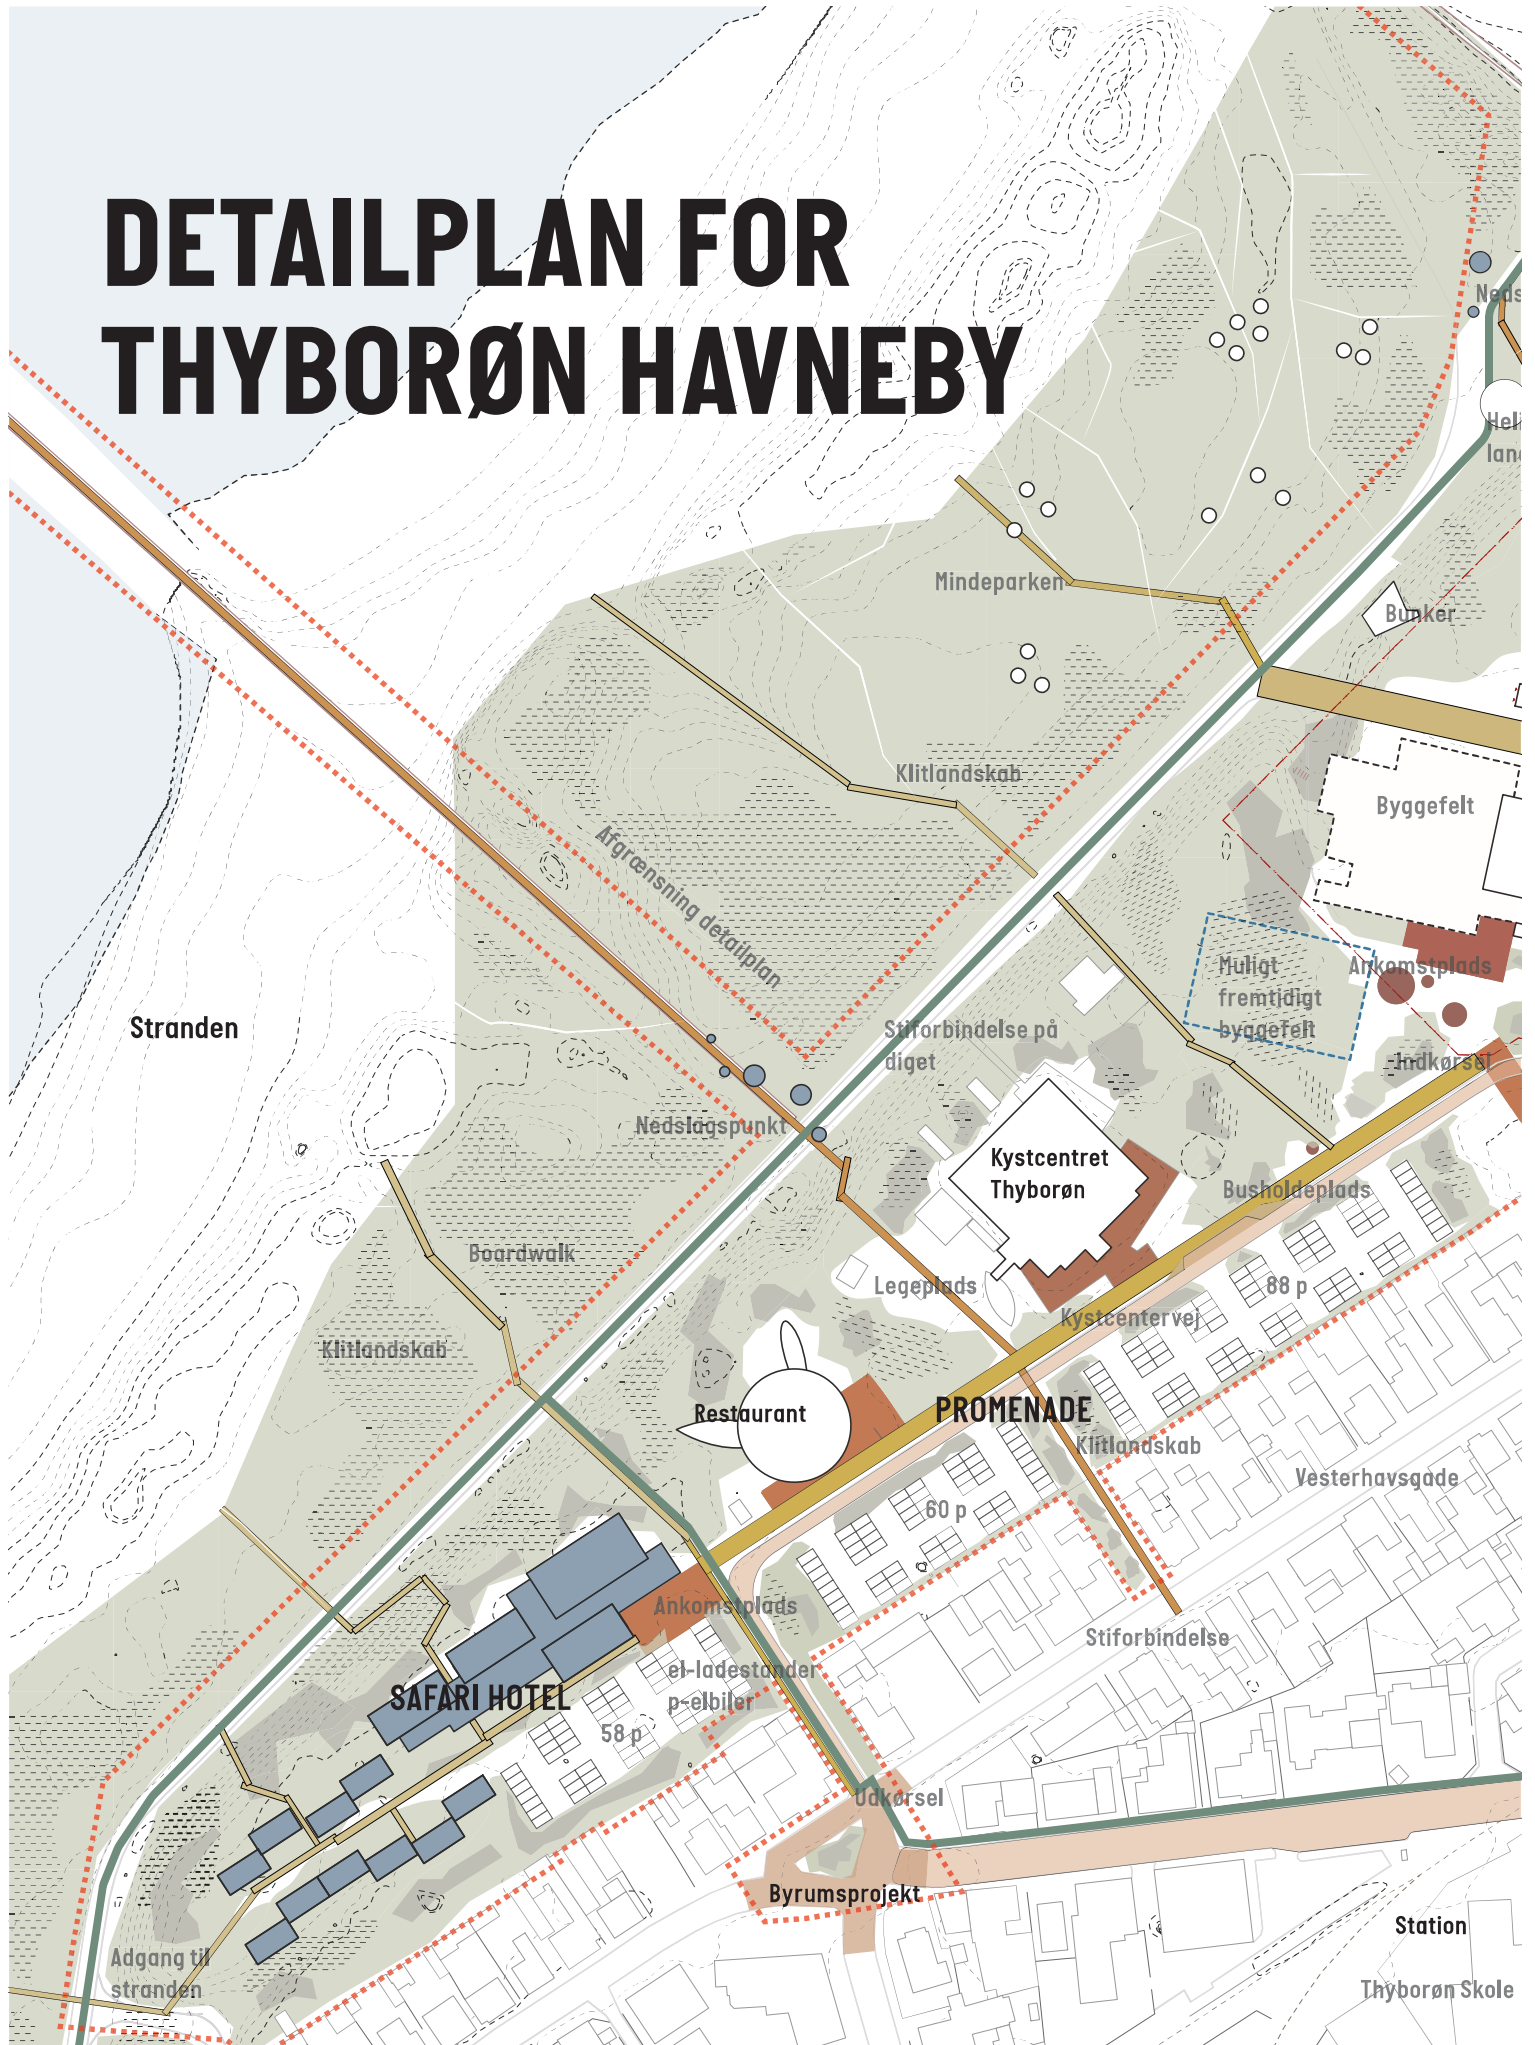 DETAILPLAN FOR
THYBORØN HAVNEBY
Mindeparken
Bunker
Klitlandskab
Byggefelt
Afgrænsning detailplan
Muligt
fremtidigt
byggefelt
Ankomstplads
Stranden
Stiforbindelse på
diget
Indkørsel
Nedslagspunkt
Kystcentret
Thyborøn
Busholdeplads
Boardwalk
Legeplads
88 p
Kystcentervej
Klitlandskab
Restaurant
PROMENADE
Klitlandskab
Vesterhavsgade
60 p
Ankomstplads
Stiforbindelse
el-ladestander
p-elbiler
SAFARI HOTEL
58 p
Udkørsel
Byrumsprojekt
Station
Adgang til
stranden
Thyborøn Skole